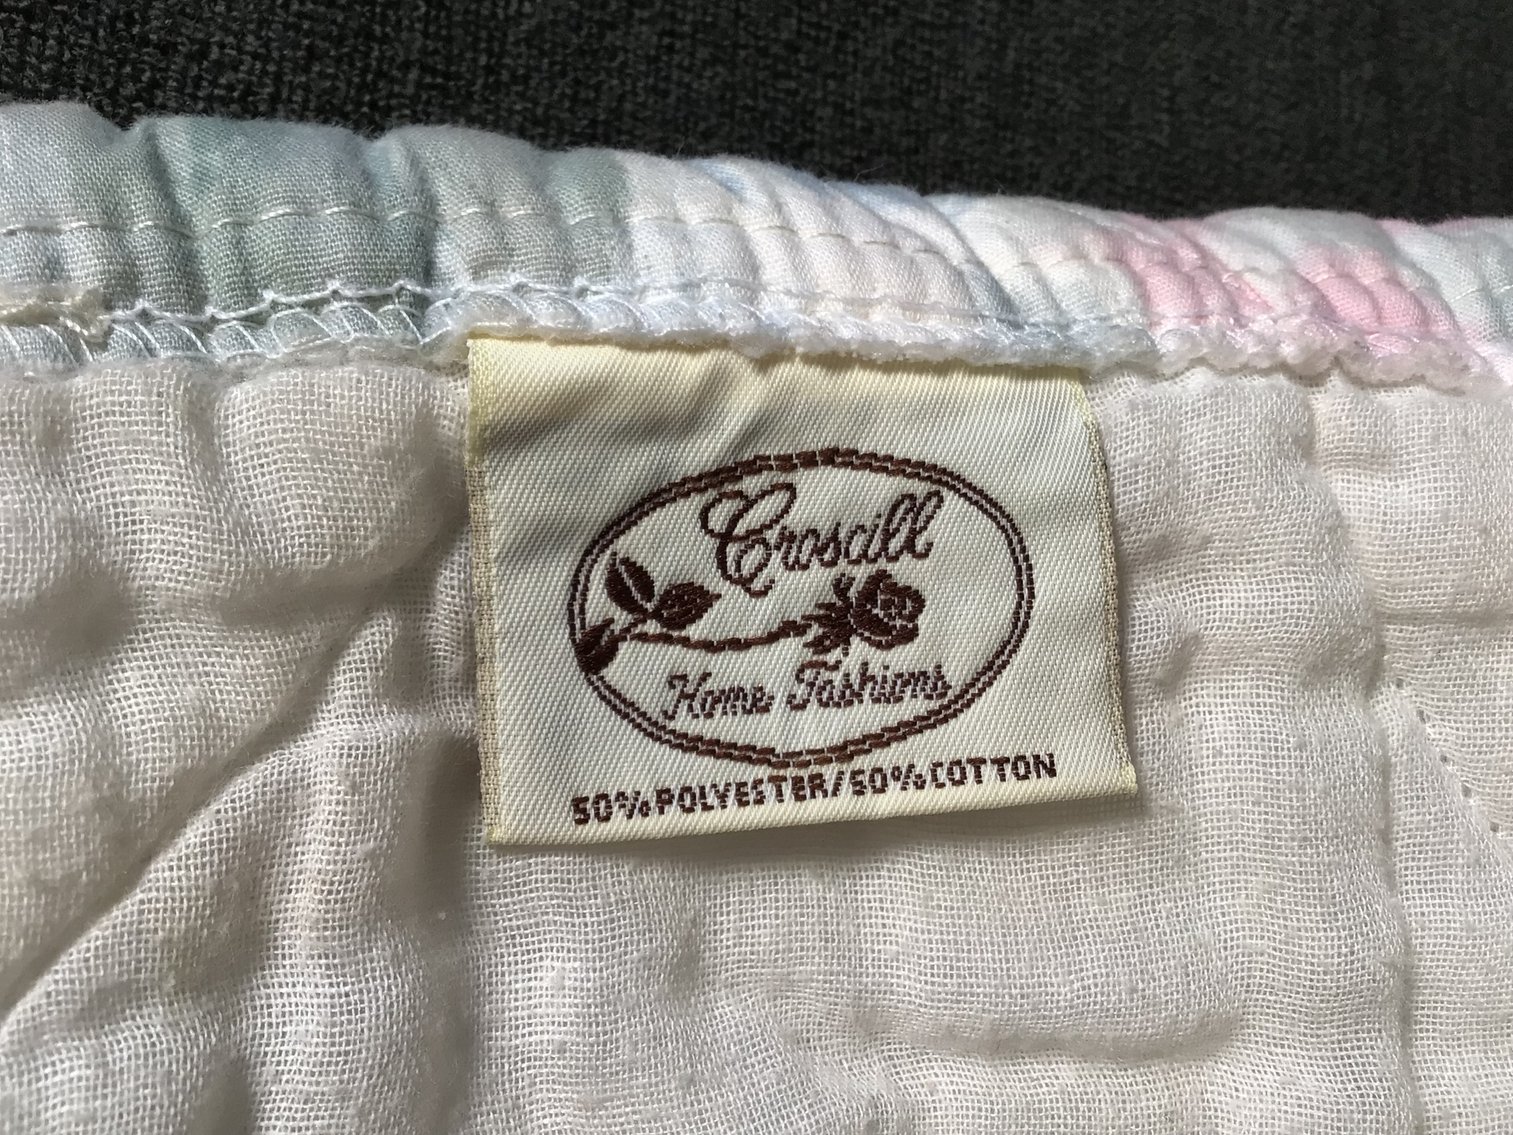 Croscill
Home Fashions
50% POLYESTER/50% COTTON